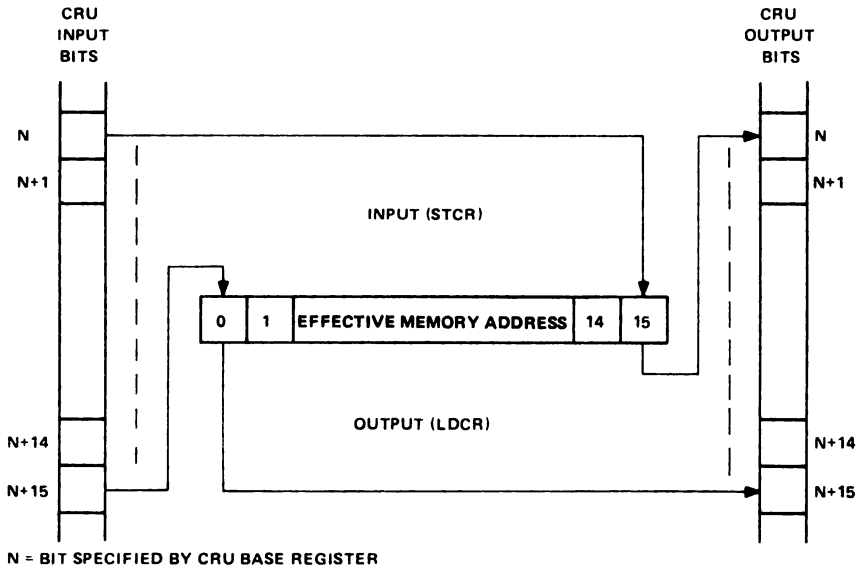 CRU
INPUT
BITS
CRU
OUTPUT
BITS
N
N
N+1
N+1
INPUT (STCR)
0
1
EFFECTIVE MEMORY ADDRESS
14
15
OUTPUT (LDCR)
N+14
N+14
N+15
N+15
N = BIT SPECIFIED BY CRU BASE REGISTER